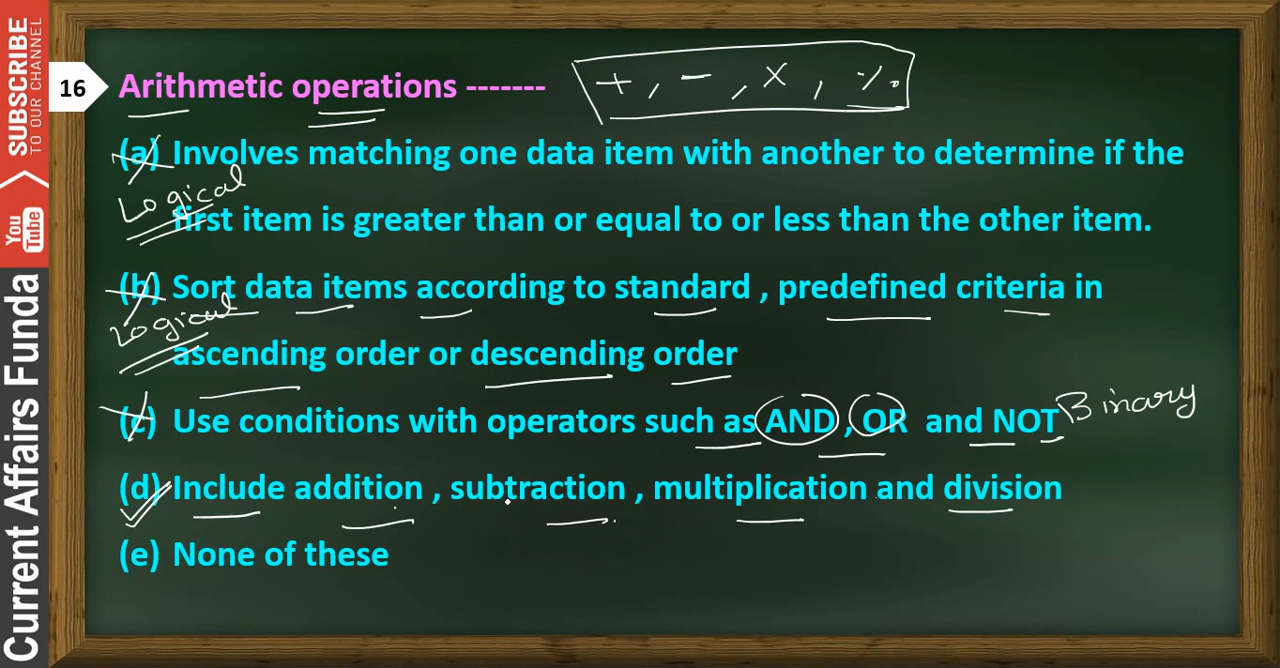 SUBSCRIBE
TO OUR CHANNEL
You
Tube
Current Affairs Funda
16
Arithmetic operations -------
+ , - , × , %.
(a) Involves matching one data item with another to determine if the
Logical
first item is greater than or equal to or less than the other item.
(b) Sort data items according to standard , predefined criteria in
Logical
ascending order or descending order
(c) Use conditions with operators such as AND , OR and NOT
Binary
(d) Include addition , subtraction , multiplication and division
(e) None of these